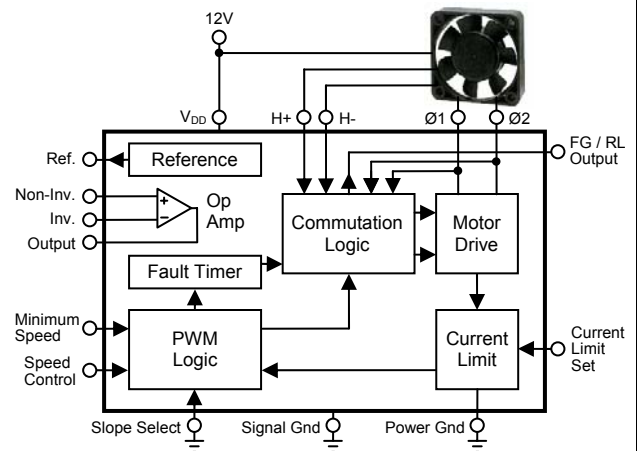 12V
V_DD
H+
H-
Ø1
Ø2
Ref.
Reference
FG / RL
Output
Non-Inv.
Inv.
Output
+
−
Op
Amp
Commutation
Logic
Motor
Drive
Fault Timer
Minimum
Speed
Speed
Control
PWM
Logic
Current
Limit
Current
Limit
Set
Slope Select
Signal Gnd
Power Gnd